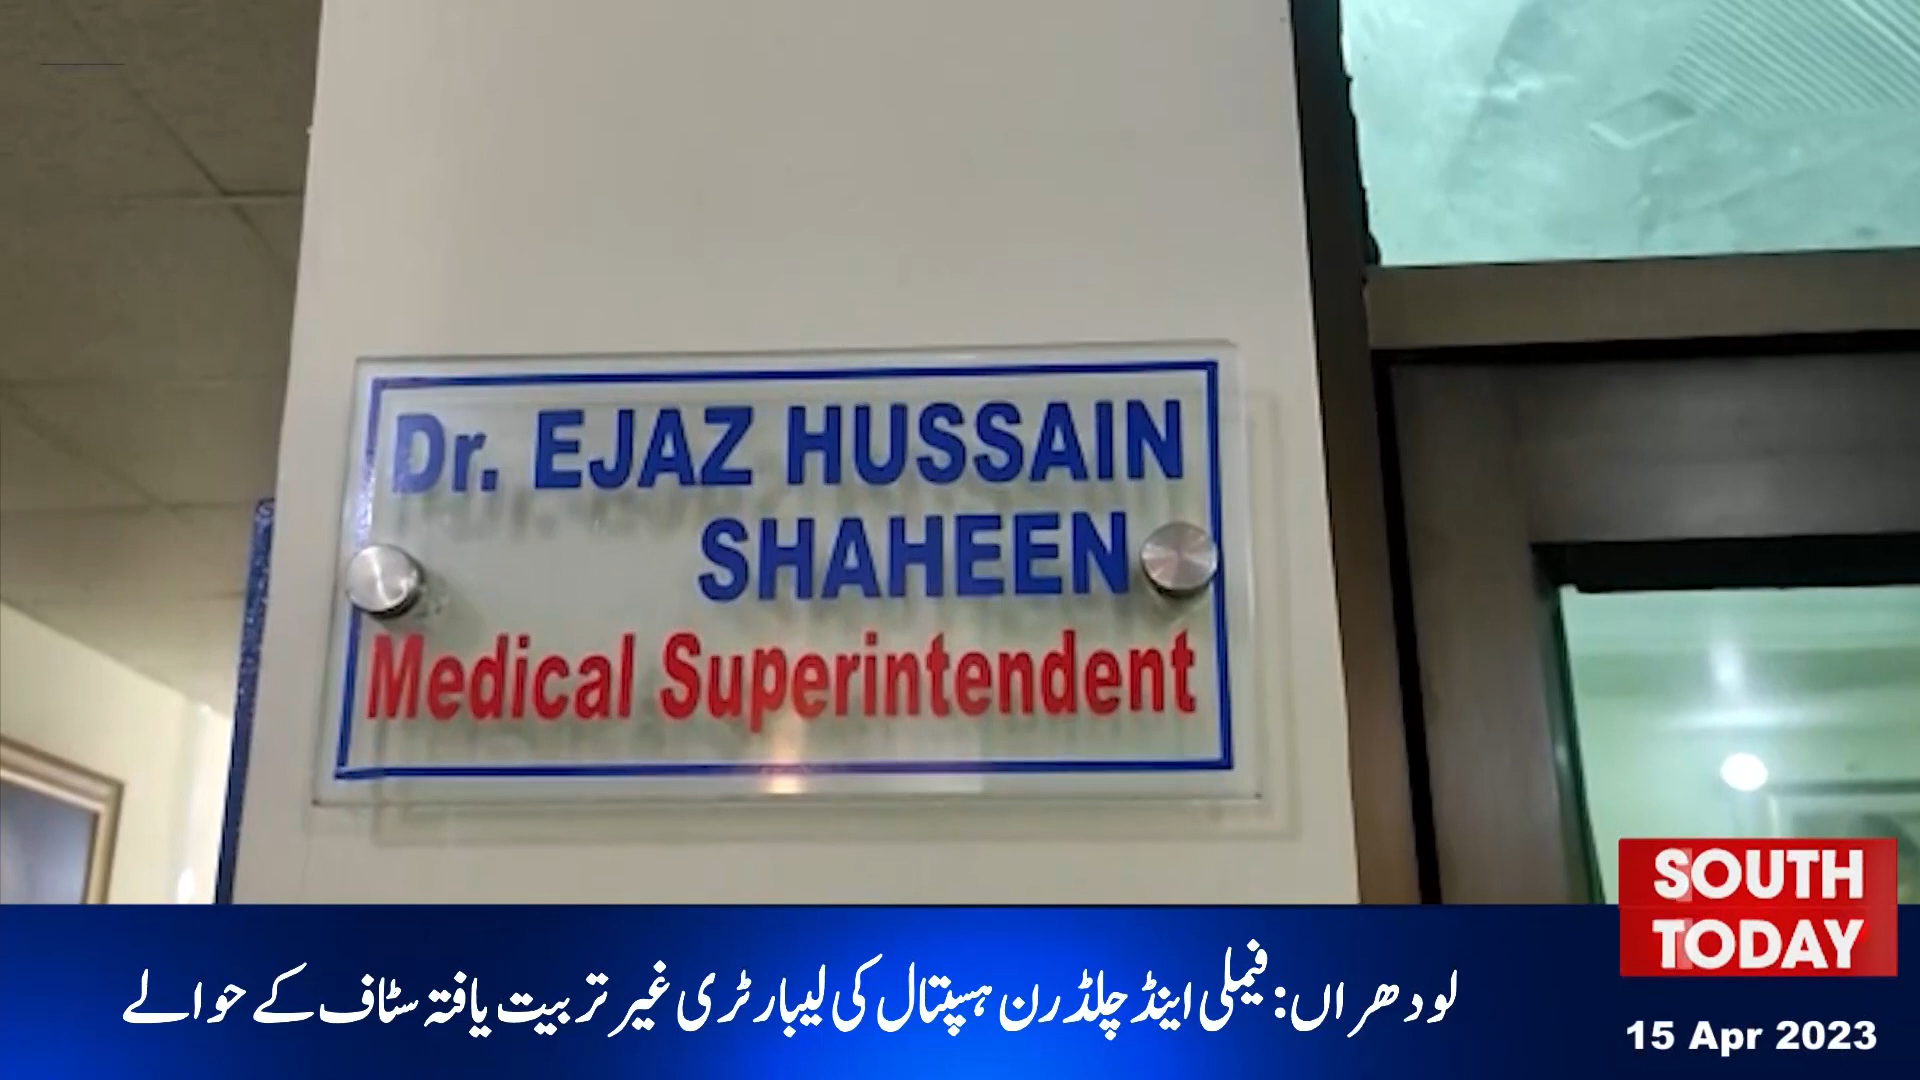 Dr. EJAZ HUSSAIN
SHAHEEN
Medical Superintendent
SOUTH
TODAY
لودھراں: فیملی اینڈ چلڈرن ہسپتال کی لیبارٹری غیر تربیت یافتہ سٹاف کے حوالے
15 Apr 2023